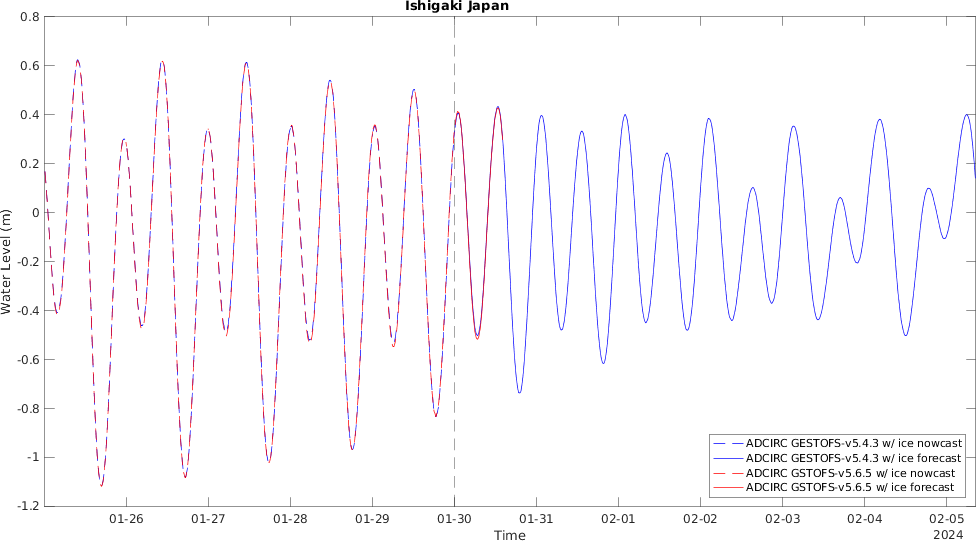 Ishigaki Japan
0.8
0.6
0.4
0.2
0
-0.2
-0.4
-0.6
-0.8
-1
-1.2
Water Level (m)
ADCIRC GESTOFS-v5.4.3 w/ ice nowcast
ADCIRC GESTOFS-v5.4.3 w/ ice forecast
ADCIRC GSTOFS-v5.6.5 w/ ice nowcast
ADCIRC GSTOFS-v5.6.5 w/ ice forecast
01-26 01-27 01-28 01-29 01-30 01-31 02-01 02-02 02-03 02-04 02-05
Time
2024